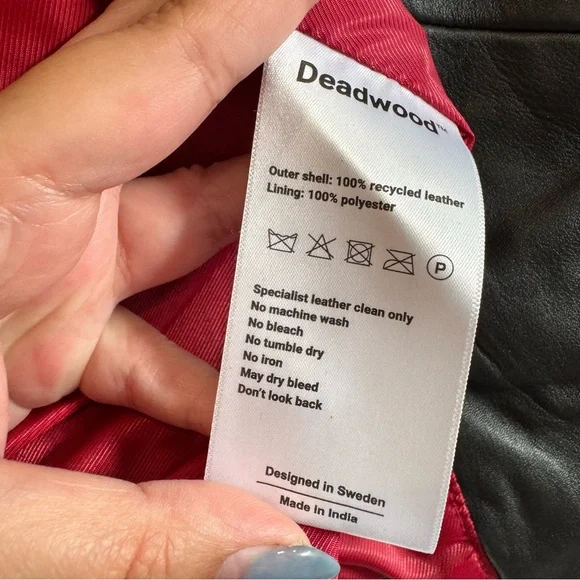 Deadwood™
Outer shell: 100% recycled leather
Lining: 100% polyester
P
Specialist leather clean only
No machine wash
No bleach
No tumble dry
No iron
May dry bleed
Don't look back
Designed in Sweden
Made in India